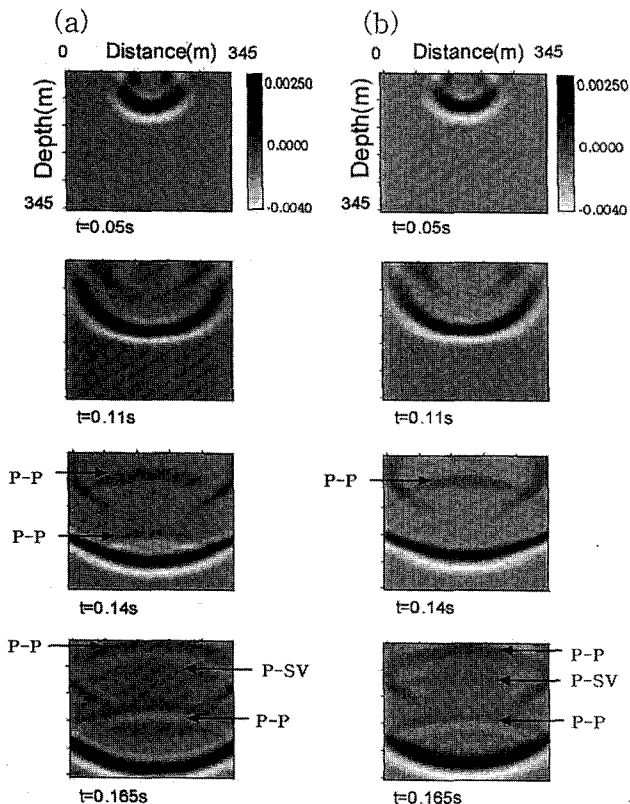 (a)
0 Distance(m) 345
Depth(m)
345
0.00250
0.0000
-0.0040
t=0.05s
t=0.11s
P-P
P-P
t=0.14s
P-P
P-SV
P-P
t=0.165s
(b)
0 Distance(m) 345
Depth(m)
345
0.00250
0.0000
-0.0040
t=0.05s
t=0.11s
P-P
t=0.14s
P-P
P-SV
P-P
t=0.165s